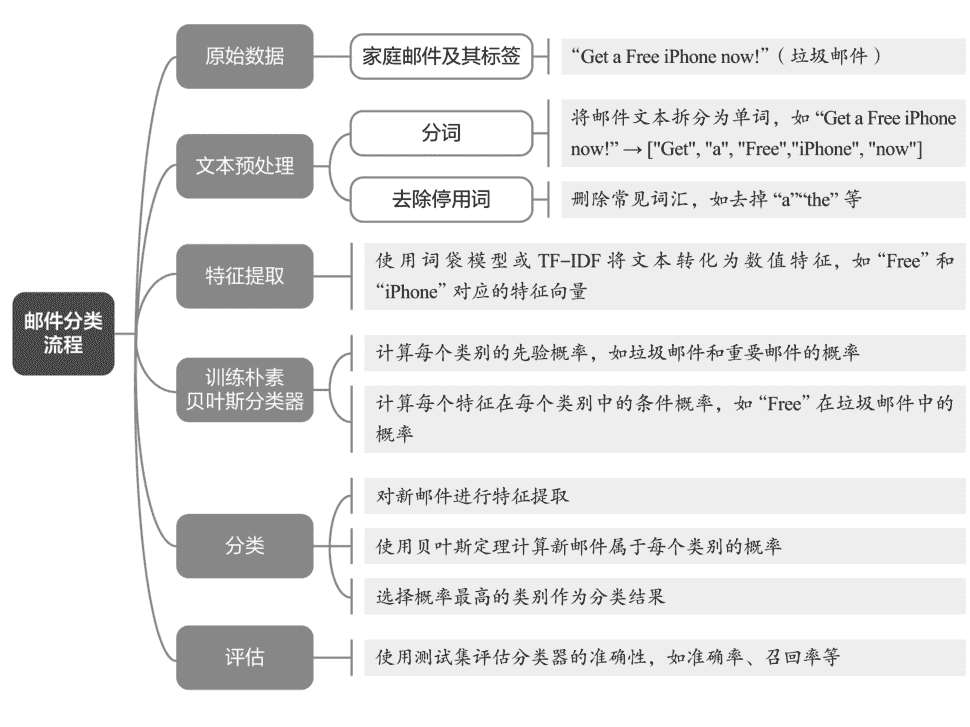 原始数据
家庭邮件及其标签
“Get a Free iPhone now!”（垃圾邮件）
文本预处理
分词
将邮件文本拆分为单词，如 “Get a Free iPhone
now!” → ["Get", "a", "Free","iPhone", "now"]
去除停用词
删除常见词汇，如去掉 “a”“the” 等
特征提取
使用词袋模型或 TF-IDF 将文本转化为数值特征，如 “Free” 和
“iPhone” 对应的特征向量
邮件分类
流程
训练朴素
贝叶斯分类器
计算每个类别的先验概率，如垃圾邮件和重要邮件的概率
计算每个特征在每个类别中的条件概率，如 “Free” 在垃圾邮件中的
概率
分类
对新邮件进行特征提取
使用贝叶斯定理计算新邮件属于每个类别的概率
选择概率最高的类别作为分类结果
评估
使用测试集评估分类器的准确性，如准确率、召回率等